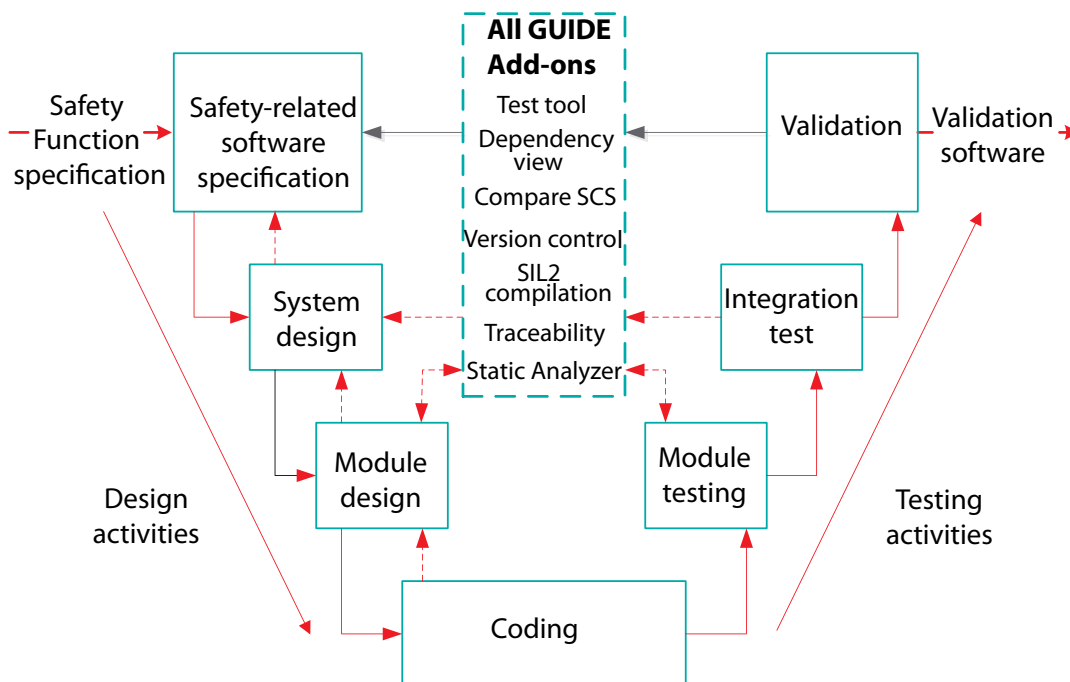 All GUIDE
Add-ons
Test tool
Dependency
view
Compare SCS
Version control
SIL2
compilation
Traceability
Static Analyzer
Safety
Function
specification
Safety-related
software
specification
Validation
Validation
software
System
design
Integration
test
Module
design
Module
testing
Design
activities
Testing
activities
Coding